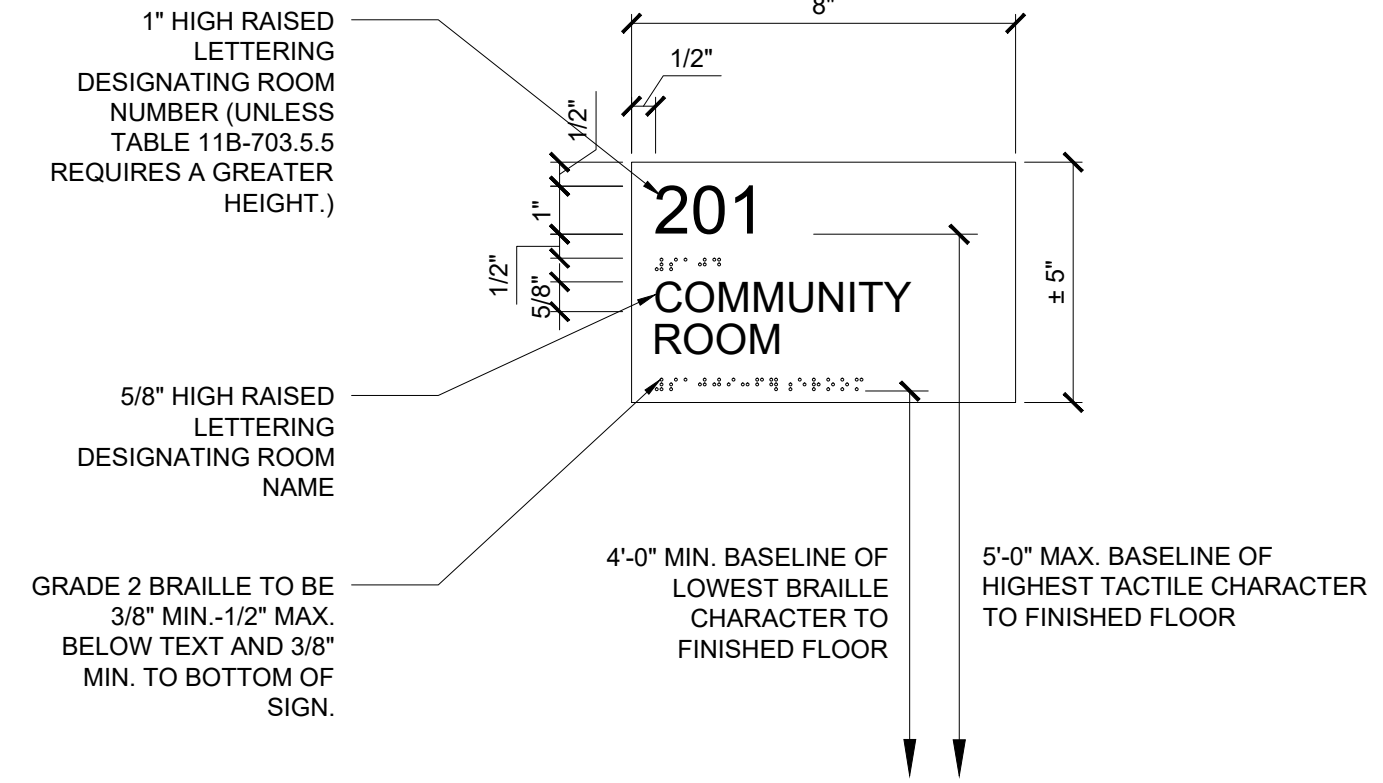 1" HIGH RAISED
LETTERING
DESIGNATING ROOM
NUMBER (UNLESS
TABLE 11B-703.5.5
REQUIRES A GREATER
HEIGHT.)
8"
1/2"
1/2"
1"
1/2"
5/8"
201
COMMUNITY
ROOM
± 5"
5/8" HIGH RAISED
LETTERING
DESIGNATING ROOM
NAME
GRADE 2 BRAILLE TO BE
3/8" MIN.-1/2" MAX.
BELOW TEXT AND 3/8"
MIN. TO BOTTOM OF
SIGN.
4'-0" MIN. BASELINE OF
LOWEST BRAILLE
CHARACTER TO
FINISHED FLOOR
5'-0" MAX. BASELINE OF
HIGHEST TACTILE CHARACTER
TO FINISHED FLOOR